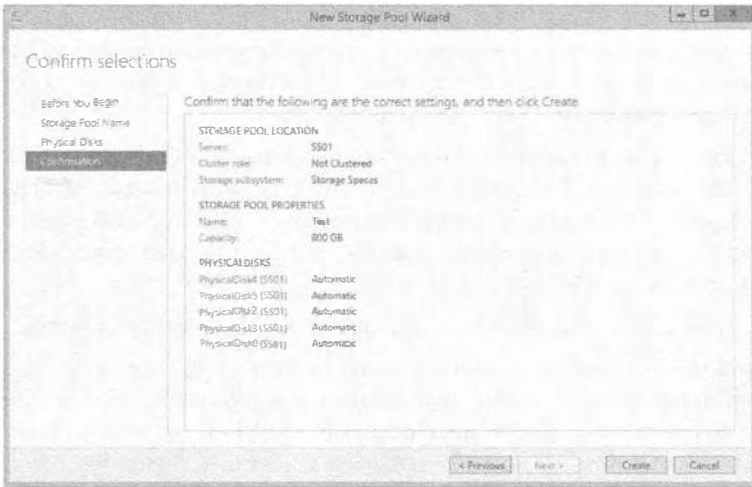 New Storage Pool Wizard
Confirm selections
Before You Begin
Storage Pool Name
Physical Disks
Confirmation
Results
Confirm that the following are the correct settings, and then click Create.
STORAGE POOL LOCATION
Server: SS01
Cluster role: Not Clustered
Storage subsystem: Storage Spaces
STORAGE POOL PROPERTIES
Name: Test
Capacity: 800 GB
PHYSICAL DISKS
PhysicalDisk4 (SS01) Automatic
PhysicalDisk5 (SS01) Automatic
PhysicalDisk2 (SS01) Automatic
PhysicalDisk3 (SS01) Automatic
(SS01) Automatic
< Previous Next > Create Cancel